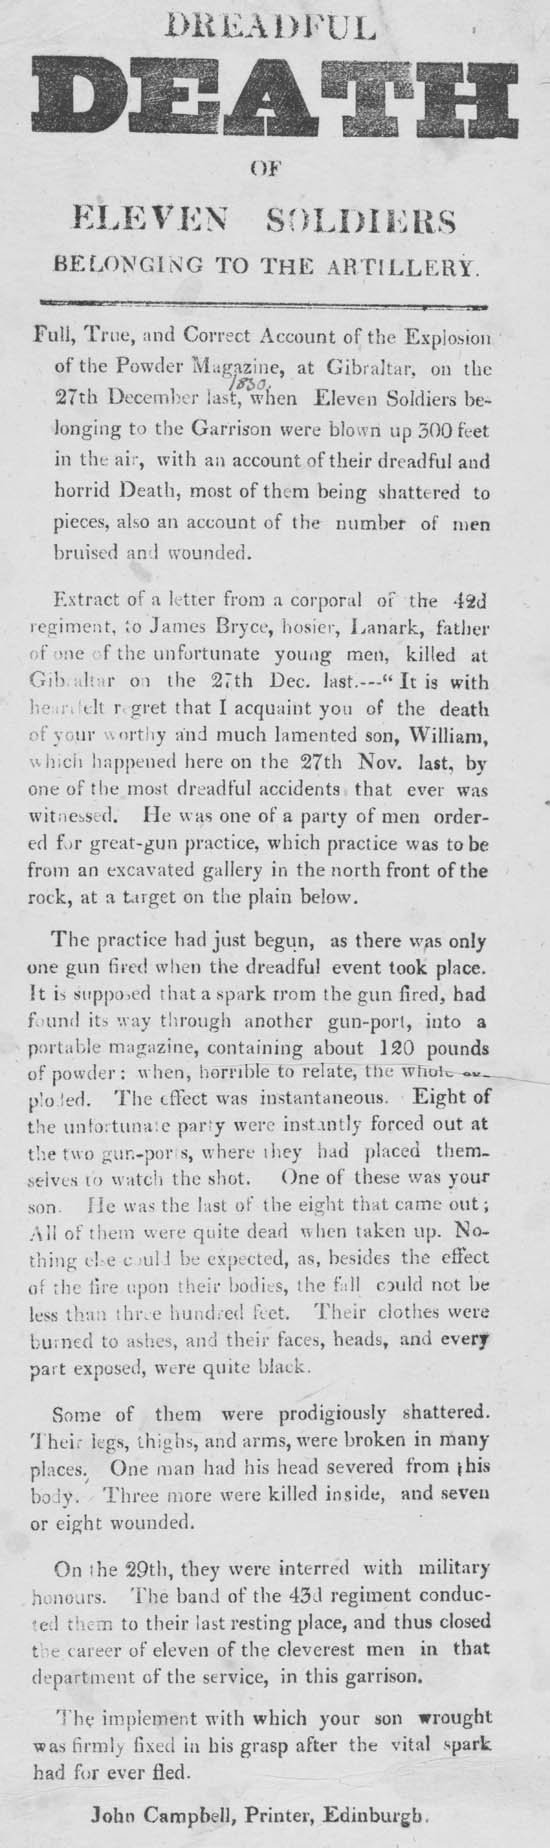 DREADFUL
DEATH
OF
ELEVEN SOLDIERS
BELONGING TO THE ARTILLERY.
Full, True, and Correct Account of the Explosion
of the Powder Magazine, at Gibraltar, on the
1830.
27th December last, when Eleven Soldiers be-
longing to the Garrison were blown up 300 feet
in the air, with an account of their dreadful and
horrid Death, most of them being shattered to
pieces, also an account of the number of men
bruised and wounded.
Extract of a letter from a corporal of the 42d
regiment, to James Bryce, hosier, Lanark, father
of one of the unfortunate young men, killed at
Gibraltar on the 27th Dec. last.---"It is with
heartfelt regret that I acquaint you of the death
of your worthy and much lamented son, William,
which happened here on the 27th Nov. last, by
one of the most dreadful accidents that ever was
witnessed. He was one of a party of men order-
ed for great-gun practice, which practice was to be
from an excavated gallery in the north front of the
rock, at a target on the plain below.
The practice had just begun, as there was only
one gun fired when the dreadful event took place.
It is supposed that a spark from the gun fired, had
found its way through another gun-port, into a
portable magazine, containing about 120 pounds
of powder: when, horrible to relate, the whole ex-
ploded. The effect was instantaneous. Eight of
the unfortunate party were instantly forced out at
the two gun-ports, where they had placed them-
selves to watch the shot. One of these was your
son. He was the last of the eight that came out;
All of them were quite dead when taken up. No-
thing else could be expected, as, besides the effect
of the fire upon their bodies, the fall could not be
less than three hundred feet. Their clothes were
burned to ashes, and their faces, heads, and every
part exposed, were quite black.
Some of them were prodigiously shattered.
Their legs, thighs, and arms, were broken in many
places. One man had his head severed from his
body. Three more were killed inside, and seven
or eight wounded.
On the 29th, they were interred with military
honours. The band of the 43d regiment conduc-
ted them to their last resting place, and thus closed
the career of eleven of the cleverest men in that
department of the service, in this garrison.
The implement with which your son wrought
was firmly fixed in his grasp after the vital spark
had for ever fled.
John Campbell, Printer, Edinburgh.